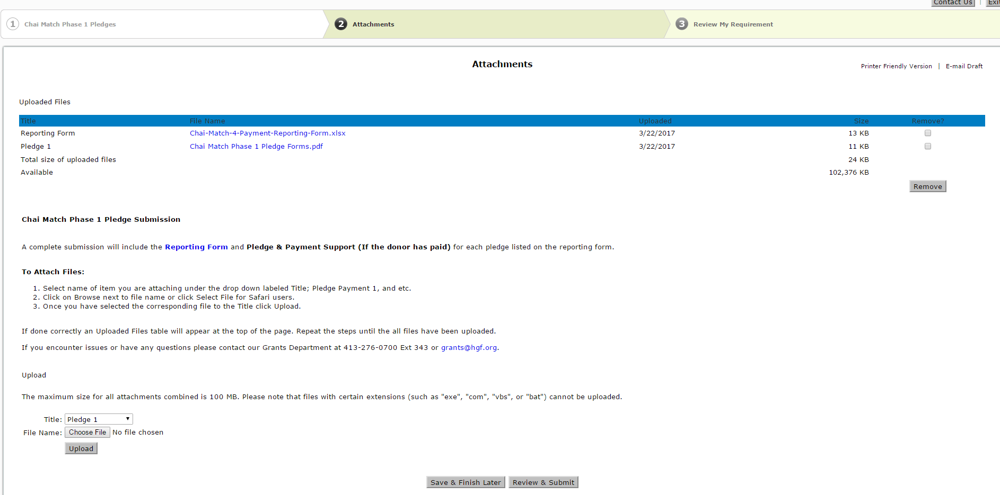 Contact Us | Exit
1 Chai Match Phase 1 Pledges 2 Attachments 3 Review My Requirement
Attachments
Printer Friendly Version | E-mail Draft
Uploaded Files
Title File Name Uploaded Size Remove?
Reporting Form Chai-Match-4-Payment-Reporting-Form.xlsx 3/22/2017 13 KB
Pledge 1 Chai Match Phase 1 Pledge Forms.pdf 3/22/2017 11 KB
Total size of uploaded files 24 KB
Available 102,376 KB
Remove
Chai Match Phase 1 Pledge Submission
A complete submission will include the Reporting Form and Pledge & Payment Support (If the donor has paid) for each pledge listed on the reporting form.
To Attach Files:
1. Select name of item you are attaching under the drop down labeled Title; Pledge Payment 1, and etc.
2. Click on Browse next to file name or click Select File for Safari users.
3. Once you have selected the corresponding file to the Title click Upload.
If done correctly an Uploaded Files table will appear at the top of the page. Repeat the steps until the all files have been uploaded.
If you encounter issues or have any questions please contact our Grants Department at 413-276-0700 Ext 343 or grants@hgf.org.
Upload
The maximum size for all attachments combined is 100 MB. Please note that files with certain extensions (such as "exe", "com", "vbs", or "bat") cannot be uploaded.
Title: Pledge 1
File Name: Choose File No file chosen
Upload
Save & Finish Later Review & Submit